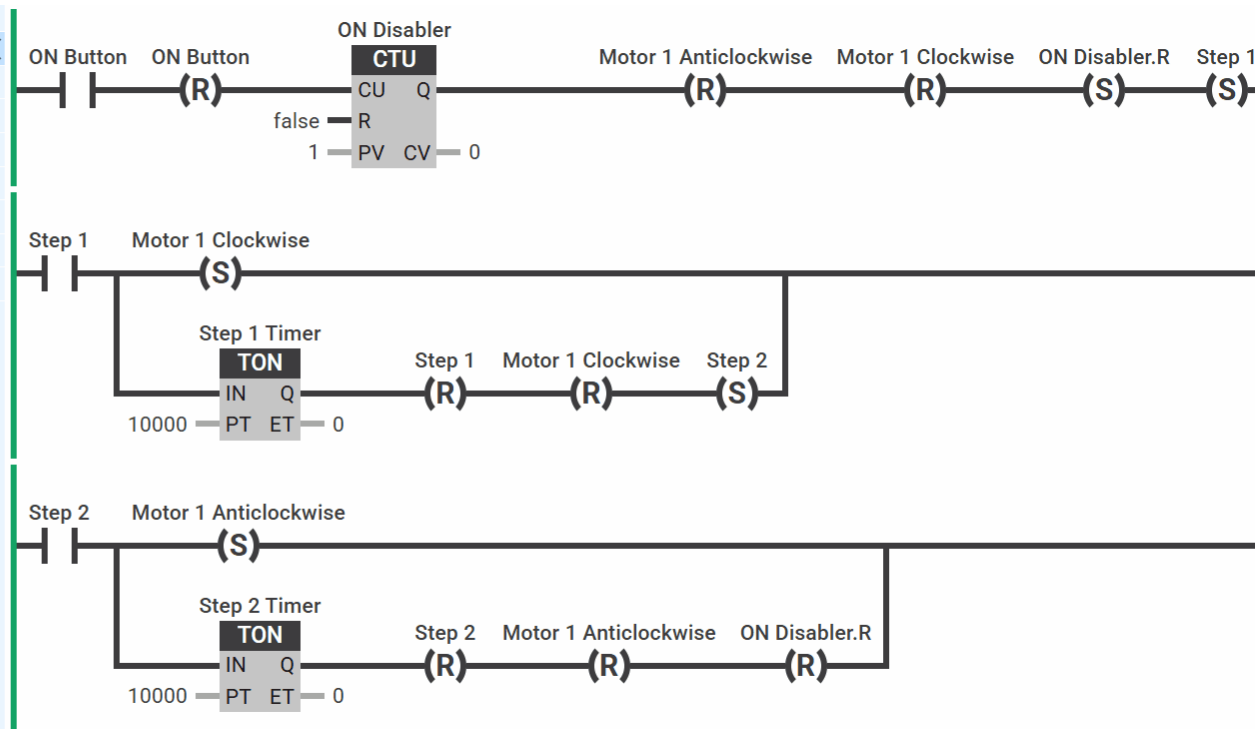 ON Disabler
ON Button ON Button CTU Motor 1 Anticlockwise Motor 1 Clockwise ON Disabler.R Step 1
(R) CU Q (R) (R) (S) (S)
false R
1 PV CV 0
Step 1 Motor 1 Clockwise
(S)
Step 1 Timer
TON Step 1 Motor 1 Clockwise Step 2
IN Q (R) (R) (S)
10000 PT ET 0
Step 2 Motor 1 Anticlockwise
(S)
Step 2 Timer
TON Step 2 Motor 1 Anticlockwise ON Disabler.R
IN Q (R) (R) (R)
10000 PT ET 0